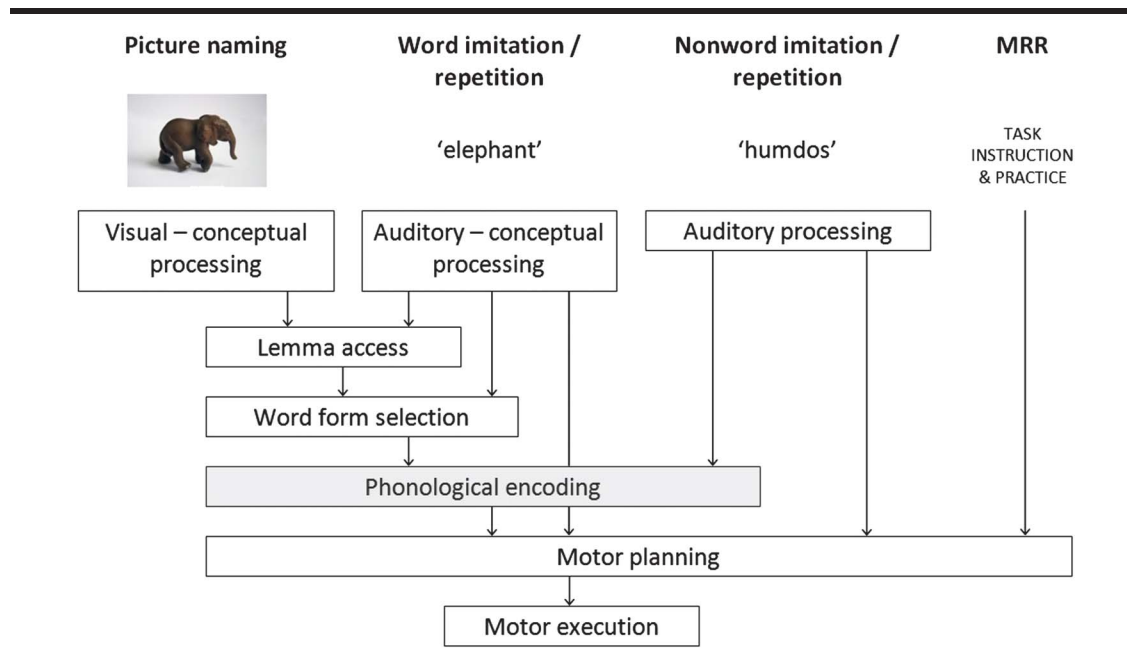 Picture naming
Word imitation /
repetition
Nonword imitation /
repetition
MRR
‘elephant’
‘humdos’
TASK
INSTRUCTION
& PRACTICE
Visual – conceptual
processing
Auditory – conceptual
processing
Auditory processing
Lemma access
Word form selection
Phonological encoding
Motor planning
Motor execution